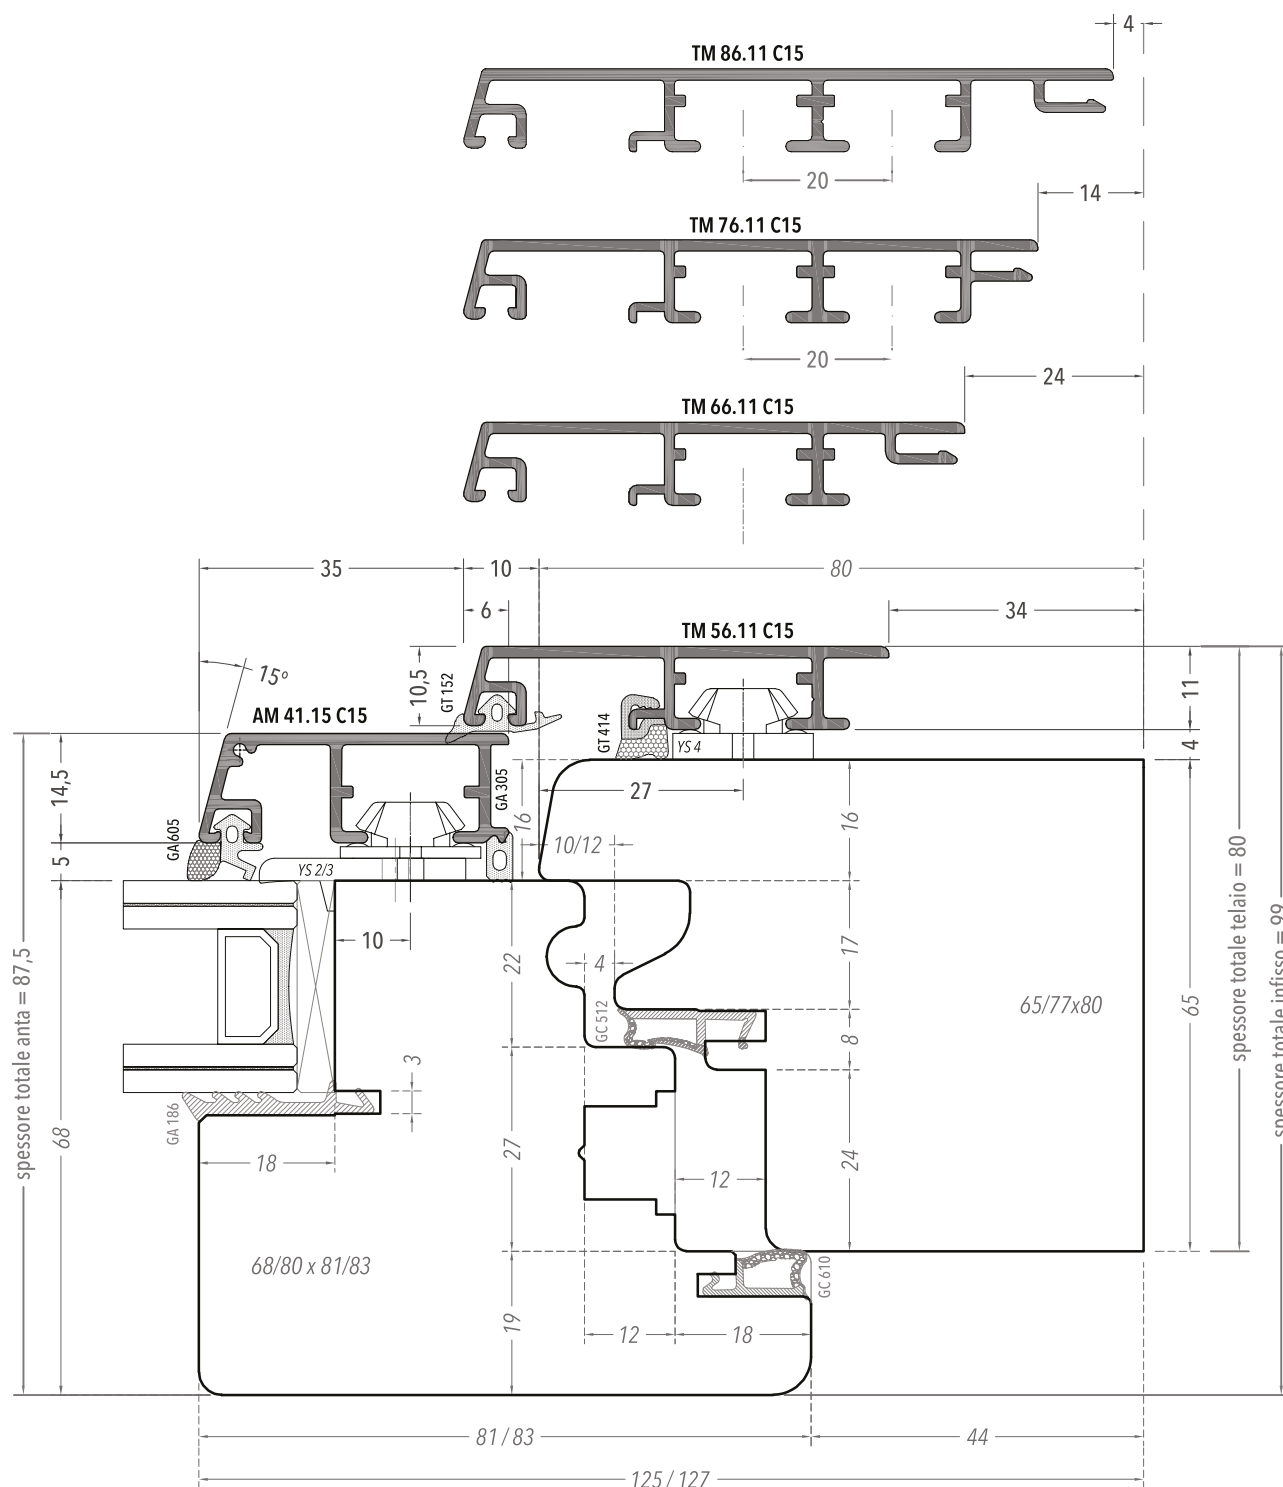 4
TM 86.11 C15
20
14
TM 76.11 C15
20
24
TM 66.11 C15
35
10
80
6
34
TM 56.11 C15
15º
10,5
GT 152
11
AM 41.15 C15
GT 414
YS 4
4
14,5
GA 305
27
16
16
10/12
GA 605
5
YS 2/3
10
22
17
4
65/77x80
65
GC 512
8
3
spessore totale anta = 87,5
spessore totale telaio = 80
spessore totale infisso = 99
68
GA 186
18
27
24
12
68/80 x 81/83
GC 610
19
12
18
81 / 83
44
125 / 127